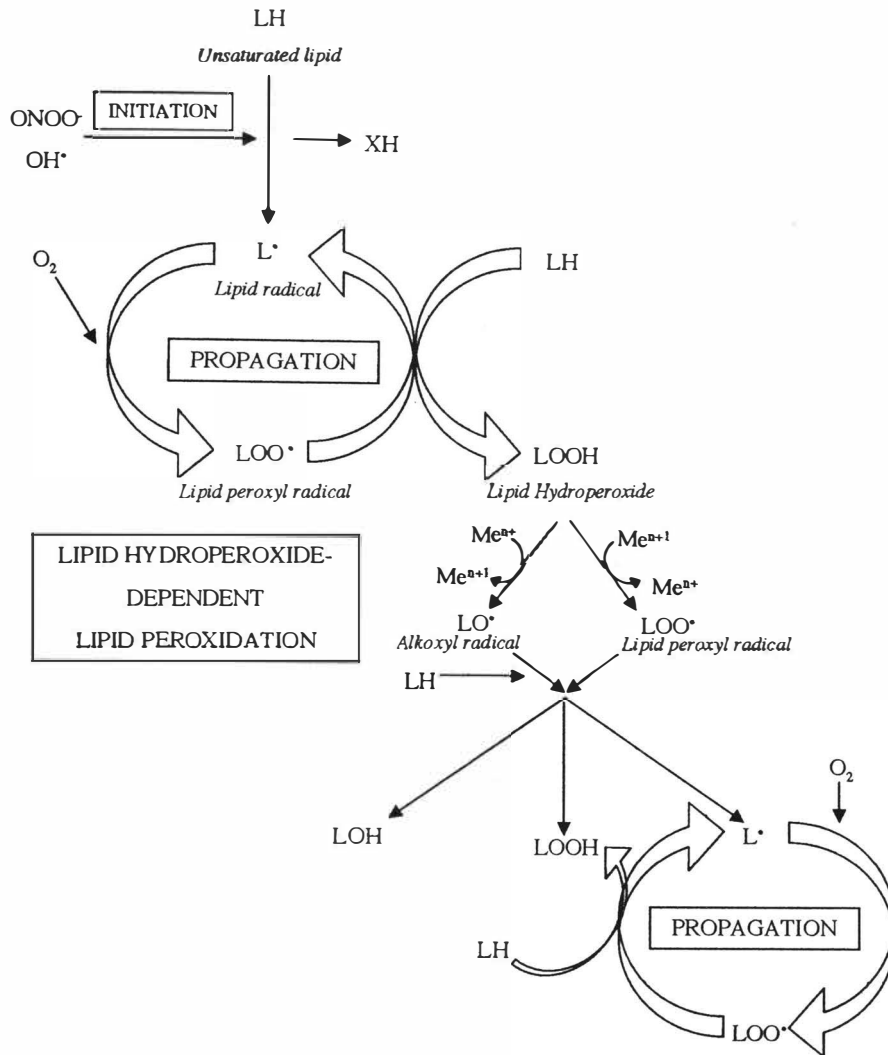 LH
Unsaturated lipid
INITIATION
ONOO-
OH•
XH
O₂
L•
Lipid radical
LH
PROPAGATION
LOO•
Lipid peroxyl radical
LOOH
Lipid Hydroperoxide
LIPID HYDROPEROXIDE-
DEPENDENT
LIPID PEROXIDATION
Meⁿ⁺
Meⁿ⁺¹
Meⁿ⁺¹
Meⁿ⁺
LO•
Alkoxyl radical
LOO•
Lipid peroxyl radical
LH
O₂
LOH
LOOH
L•
PROPAGATION
LH
LOO•